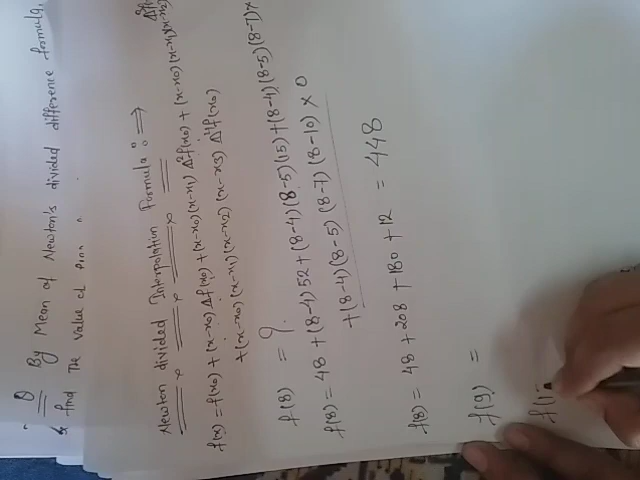 Q By Mean of Newton's divided difference formula,
& find The value of
Newton divided Interpolation Formula :⇒
f(x) = f(x₀) + (x-x₀) Δf(x₀) + (x-x₀)(x-x₁) Δ²f(x₀) + (x-x₀)(x-x₁)(x-x₂) Δ³f
+(x-x₀)(x-x₁)(x-x₂)(x-x₃) Δ⁴f(x₀)
f(8) = ?
f(8) = 48 + (8-4) 52 + (8-4)(8-5)(15) + (8-4)(8-5)(8-7)×
+(8-4)(8-5)(8-7)(8-10) × 0
f(8) = 48 + 208 + 180 + 12 = 448
f(9) =
f(1